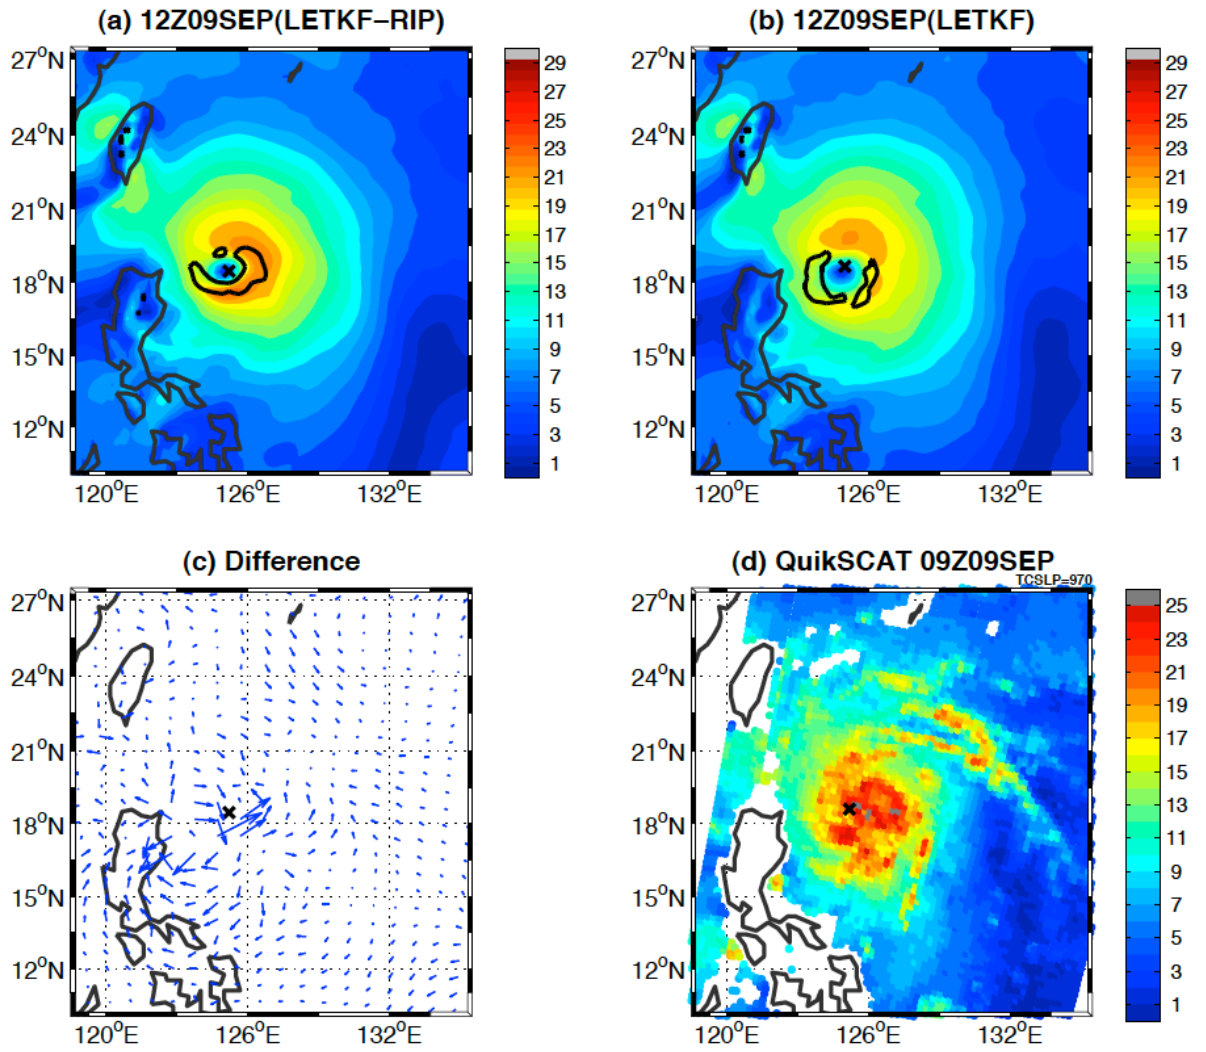 (a) 12Z09SEP(LETKF−RIP)
(b) 12Z09SEP(LETKF)
27°N
24°N
21°N
18°N
15°N
12°N
120°E 126°E 132°E
29
27
25
23
21
19
17
15
13
11
9
7
5
3
1
27°N
24°N
21°N
18°N
15°N
12°N
120°E 126°E 132°E
29
27
25
23
21
19
17
15
13
11
9
7
5
3
1
(c) Difference
(d) QuikSCAT 09Z09SEP
TCSLP=970
27°N
24°N
21°N
18°N
15°N
12°N
120°E 126°E 132°E
27°N
24°N
21°N
18°N
15°N
12°N
120°E 126°E 132°E
25
23
21
19
17
15
13
11
9
7
5
3
1